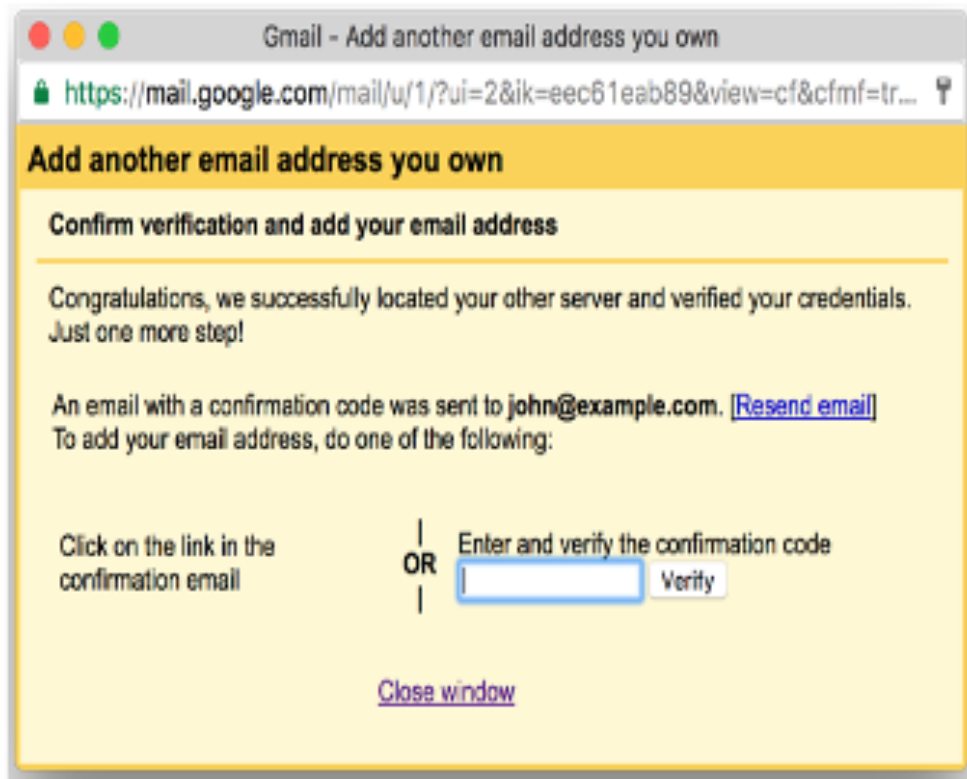 Gmail - Add another email address you own
https://mail.google.com/mail/u/1/?ui=2&ik=eec61eab89&view=cf&cfmf=tr...
Add another email address you own
Confirm verification and add your email address
Congratulations, we successfully located your other server and verified your credentials.
Just one more step!
An email with a confirmation code was sent to john@example.com. [Resend email]
To add your email address, do one of the following:
Click on the link in the
confirmation email
OR
Enter and verify the confirmation code
Verify
Close window